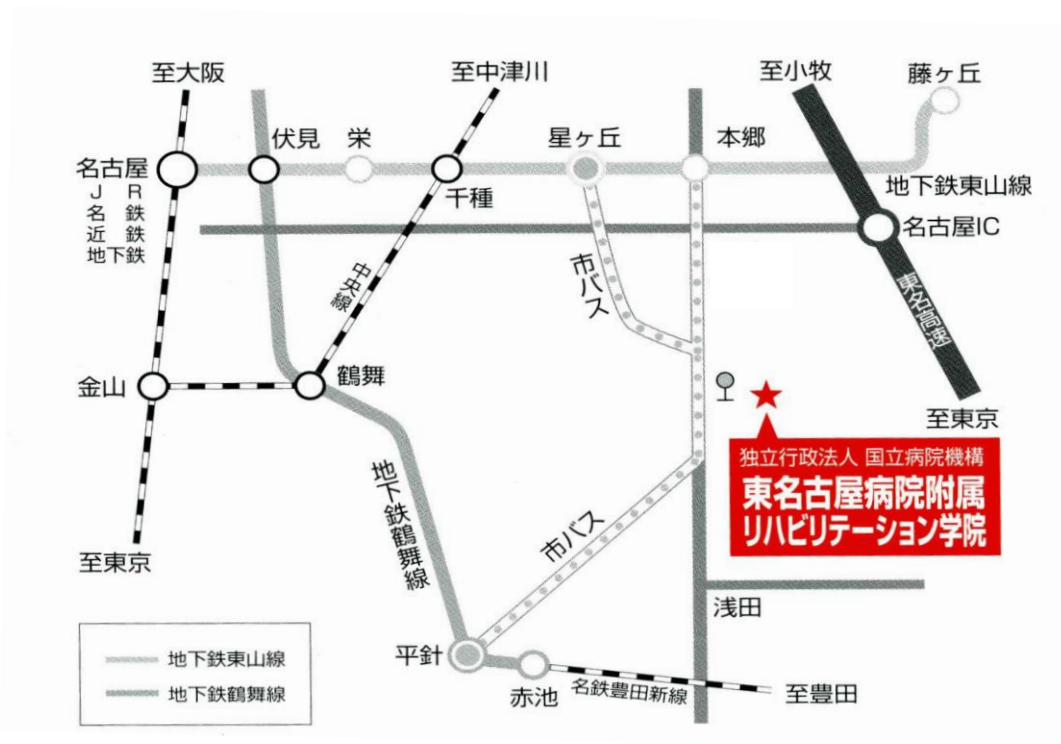 至大阪
至中津川
至小牧
藤ヶ丘
伏見
栄
星ヶ丘
本郷
名古屋
JR
名鉄
近鉄
地下鉄
千種
地下鉄東山線
名古屋IC
市バス
中央線
東名高速
金山
鶴舞
至東京
独立行政法人 国立病院機構
東名古屋病院附属
リハビリテーション学院
地下鉄鶴舞線
市バス
至東京
浅田
平針
赤池
名鉄豊田新線
至豊田
地下鉄東山線
地下鉄鶴舞線